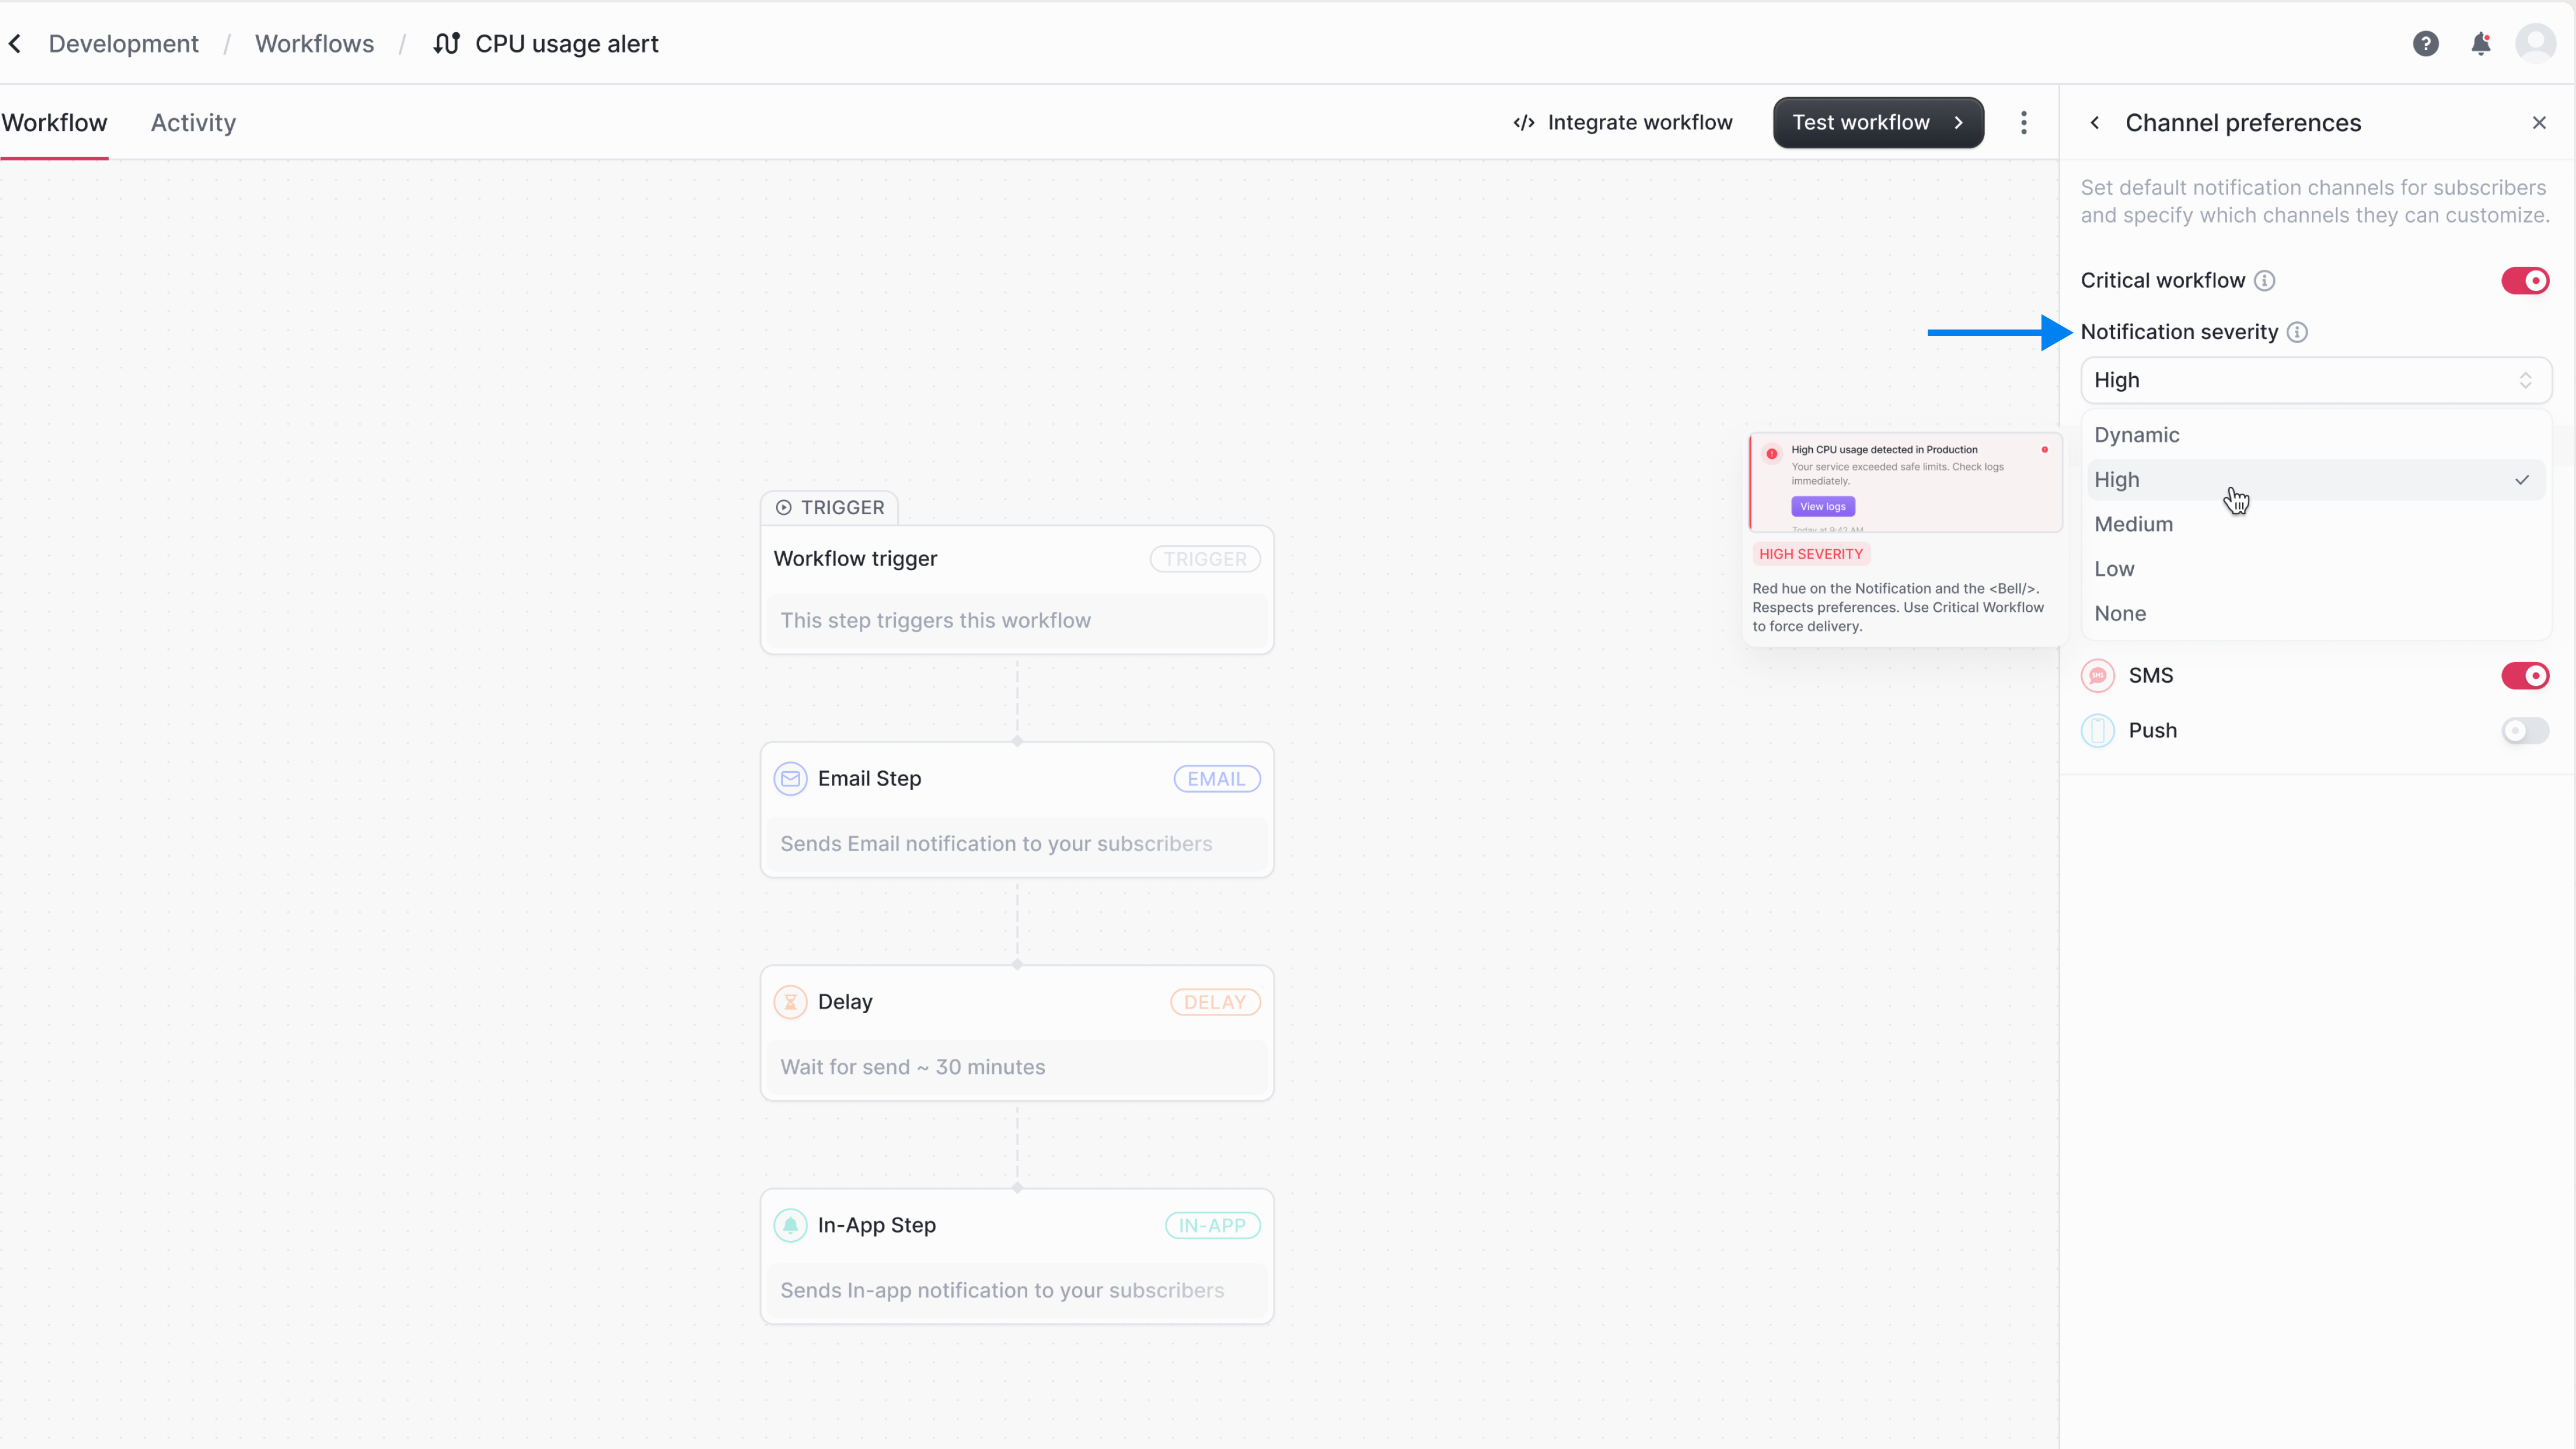 Development / Workflows / CPU usage alert
Workflow
Activity
</> Integrate workflow
Test workflow
TRIGGER
Workflow trigger
TRIGGER
This step triggers this workflow
Email Step
EMAIL
Sends Email notification to your subscribers
Delay
DELAY
Wait for send ~ 30 minutes
In-App Step
IN-APP
Sends In-app notification to your subscribers
High CPU usage detected in Production
Your service exceeded safe limits. Check logs
immediately.
View logs
Today at 9:42 AM
HIGH SEVERITY
Red hue on the Notification and the <Bell/>.
Respects preferences. Use Critical Workflow
to force delivery.
Channel preferences
Set default notification channels for subscribers
and specify which channels they can customize.
Critical workflow
Notification severity
High
Dynamic
High
Medium
Low
None
SMS
SMS
Push